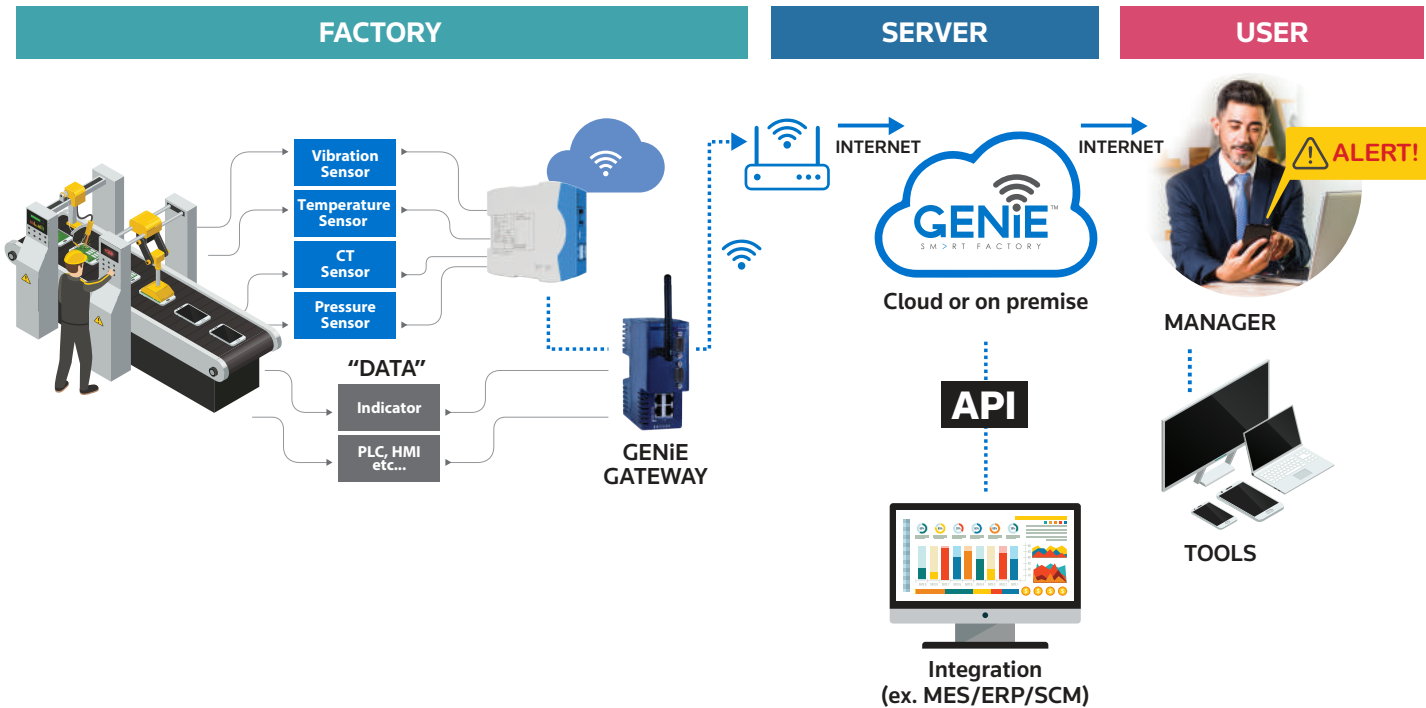 FACTORY
SERVER
USER
Vibration
Sensor
Temperature
Sensor
CT
Sensor
Pressure
Sensor
"DATA"
Indicator
PLC, HMI
etc...
GENiE
GATEWAY
INTERNET
GENiE™
SM>RT FACTORY
Cloud or on premise
API
Integration
(ex. MES/ERP/SCM)
INTERNET
ALERT!
MANAGER
TOOLS